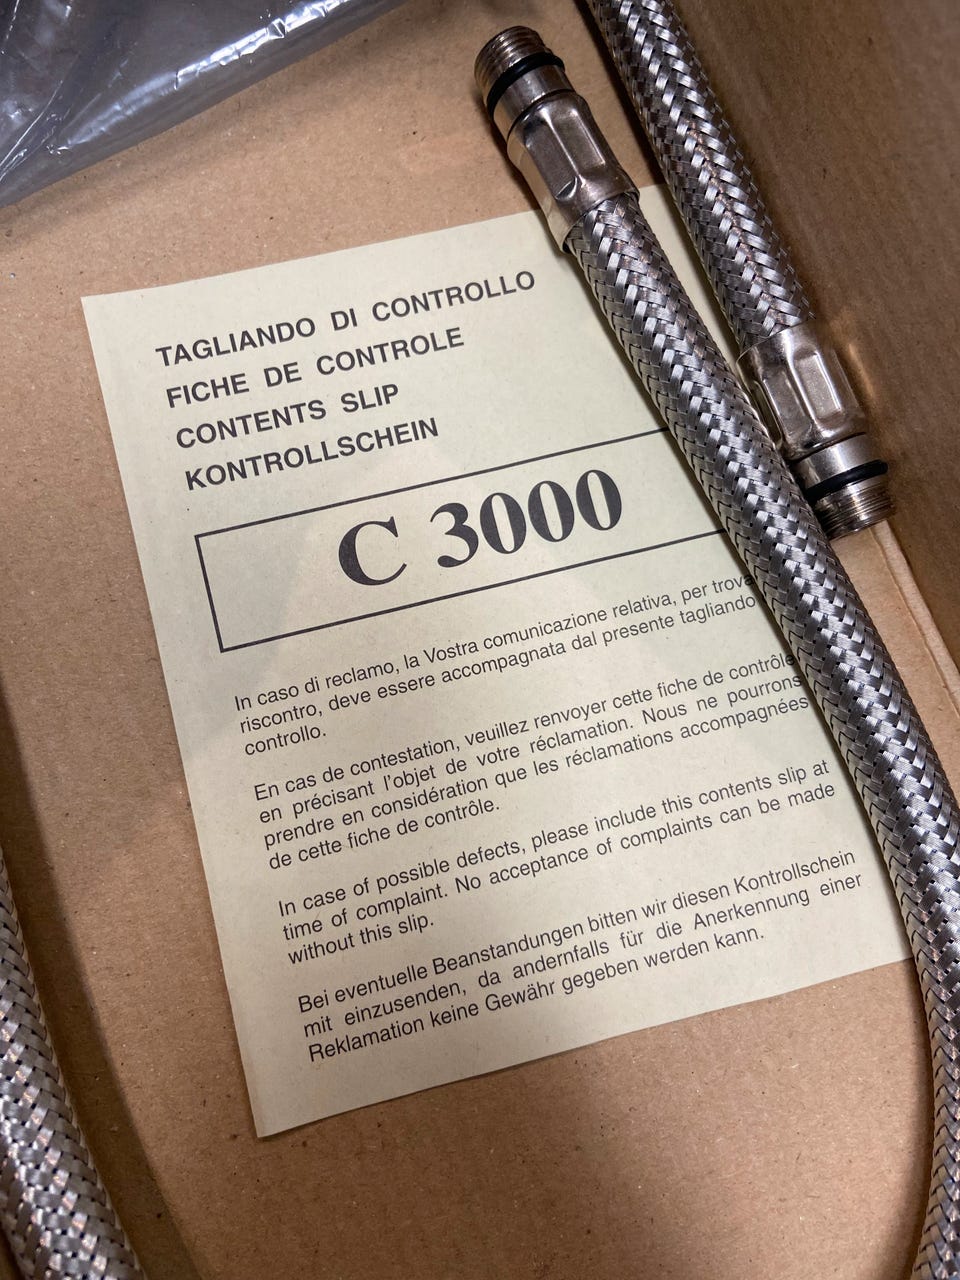 TAGLIANDO DI CONTROLLO
FICHE DE CONTROLE
CONTENTS SLIP
KONTROLLSCHEIN
C 3000
In caso di reclamo, la Vostra comunicazione relativa, per
riscontro, deve essere accompagnata dal presente tagliando
controllo.
En cas de contestation, veuillez renvoyer cette fiche de contrôle
en précisant l'objet de votre réclamation. Nous ne pourrons
prendre en considération que les réclamations accompagnées
de cette fiche de contrôle.
In case of possible defects, please include this contents slip at
time of complaint. No acceptance of complaints can be made
without this slip.
Bei eventuelle Beanstandungen bitten wir diesen Kontrollschein
mit einzusenden, da andernfalls für die Anerkennung einer
Reklamation keine Gewähr gegeben werden kann.